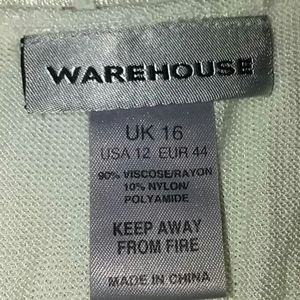 WAREHOUSE
UK 16
USA 12 EUR 44
90% VISCOSE/RAYON
10% NYLON/
POLYAMIDE
KEEP AWAY
FROM FIRE
MADE IN CHINA